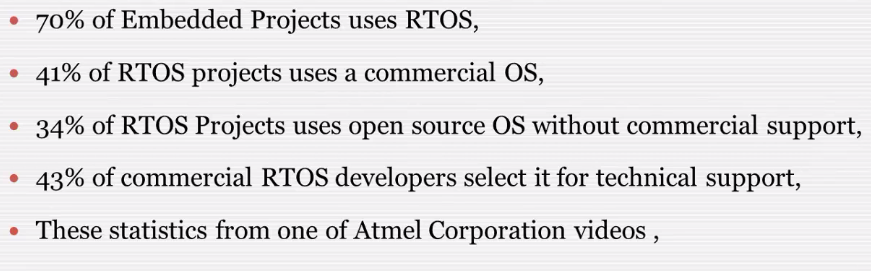 • 70% of Embedded Projects uses RTOS,
• 41% of RTOS projects uses a commercial OS,
• 34% of RTOS Projects uses open source OS without commercial support,
• 43% of commercial RTOS developers select it for technical support,
• These statistics from one of Atmel Corporation videos ,